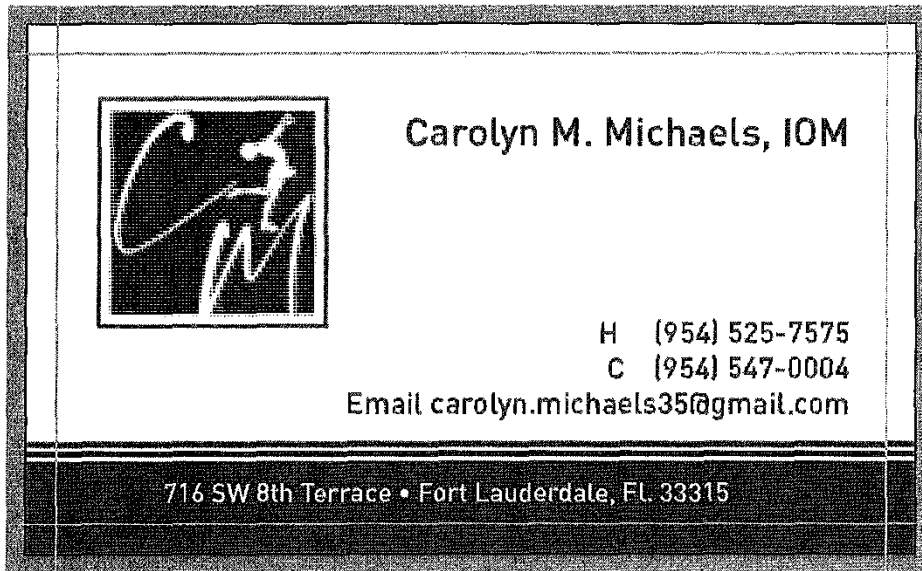 CM
Carolyn M. Michaels, IOM
H (954) 525-7575
C (954) 547-0004
Email carolyn.michaels35@gmail.com
716 SW 8th Terrace • Fort Lauderdale, FL 33315